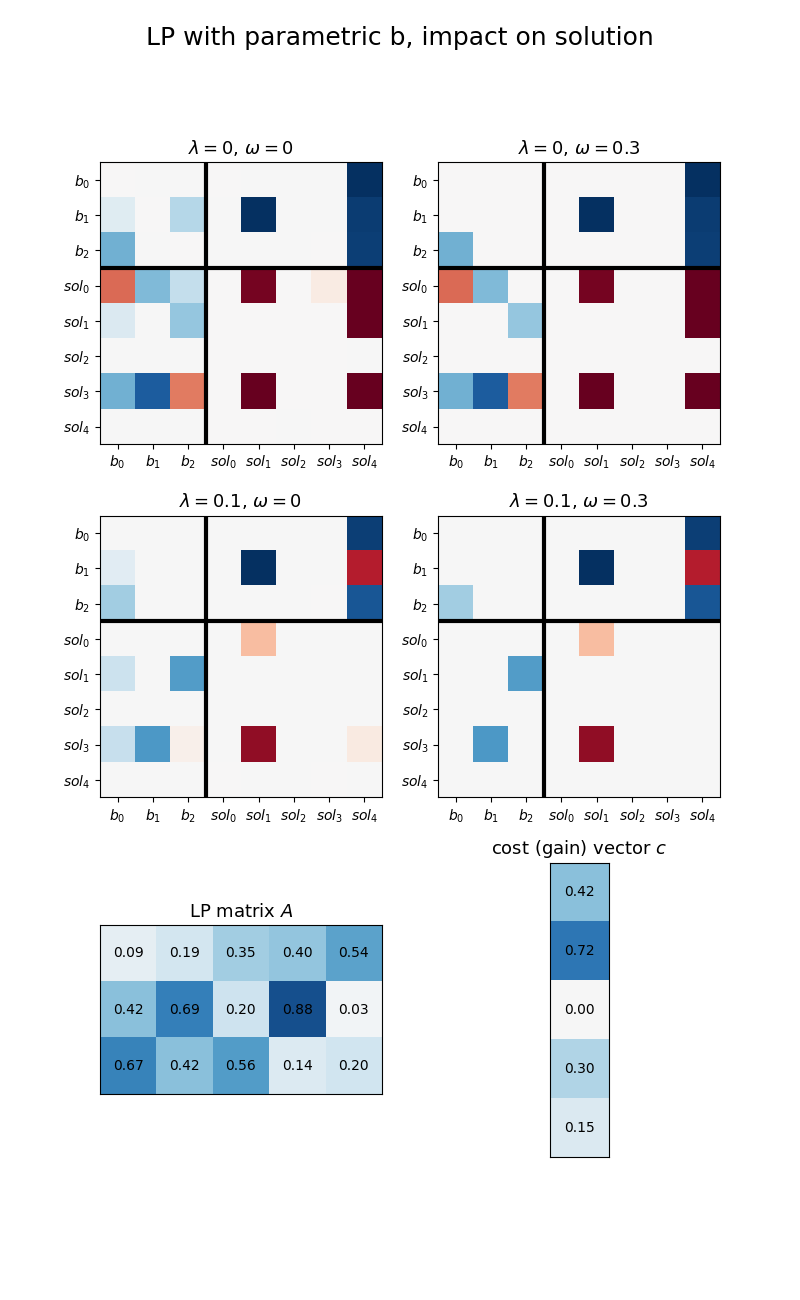 LP with parametric b, impact on solution
λ = 0, ω = 0
λ = 0, ω = 0.3
b₀
b₁
b₂
sol₀
sol₁
sol₂
sol₃
sol₄
b₀ b₁ b₂ sol₀ sol₁ sol₂ sol₃ sol₄
b₀
b₁
b₂
sol₀
sol₁
sol₂
sol₃
sol₄
b₀ b₁ b₂ sol₀ sol₁ sol₂ sol₃ sol₄
λ = 0.1, ω = 0
λ = 0.1, ω = 0.3
b₀
b₁
b₂
sol₀
sol₁
sol₂
sol₃
sol₄
b₀ b₁ b₂ sol₀ sol₁ sol₂ sol₃ sol₄
b₀
b₁
b₂
sol₀
sol₁
sol₂
sol₃
sol₄
b₀ b₁ b₂ sol₀ sol₁ sol₂ sol₃ sol₄
LP matrix A
0.09 0.19 0.35 0.40 0.54
0.42 0.69 0.20 0.88 0.03
0.67 0.42 0.56 0.14 0.20
cost (gain) vector c
0.42
0.72
0.00
0.30
0.15